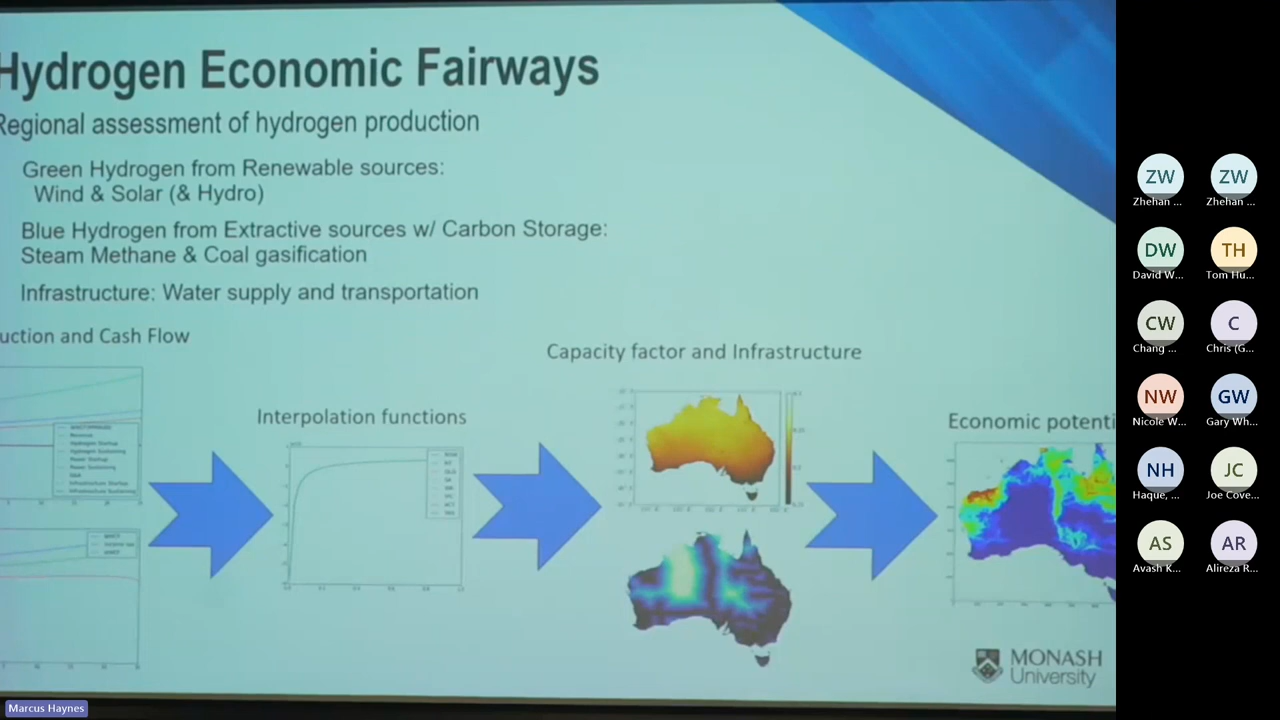 Hydrogen Economic Fairways
Regional assessment of hydrogen production
Green Hydrogen from Renewable sources:
Wind & Solar (& Hydro)
Blue Hydrogen from Extractive sources w/ Carbon Storage:
Steam Methane & Coal gasification
Infrastructure: Water supply and transportation
uction and Cash Flow
Interpolation functions
Capacity factor and Infrastructure
Economic potenti
MONASH
University
Marcus Haynes
ZW
ZW
Zhehan ...
Zhehan ...
DW
TH
David W...
Tom Hu...
CW
C
Chang ...
Chris (G...
NW
GW
Nicole W...
Gary Wh...
NH
JC
Haque, ...
Joe Cove...
AS
AR
Avash K...
Alireza R...